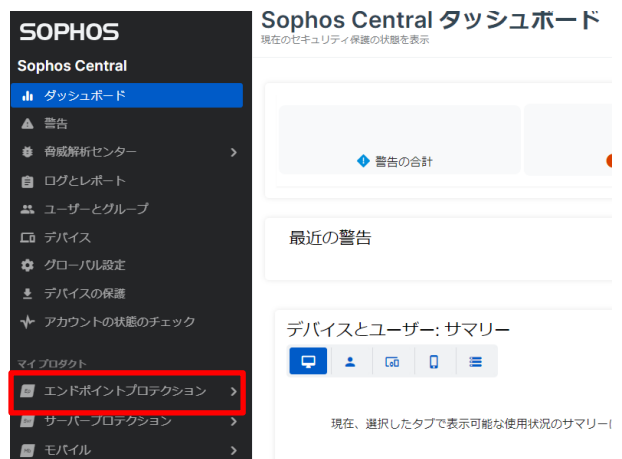 SOPHOS
Sophos Central
ダッシュボード
警告
脅威解析センター
ログとレポート
ユーザーとグループ
デバイス
グローバル設定
デバイスの保護
アカウントの状態のチェック
マイプロダクト
エンドポイントプロテクション
サーバープロテクション
モバイル
Sophos Central ダッシュボード
現在のセキュリティ保護の状態を表示
警告の合計
最近の警告
デバイスとユーザー: サマリー
現在、選択したタブで表示可能な使用状況のサマリーに